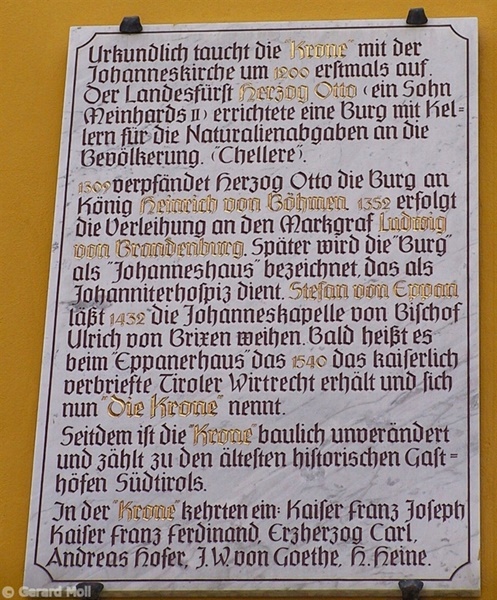 Urkundlich taucht die "Krone" mit der
Johanneskirche um 1200 erstmals auf.
Der Landesfürst Herzog Otto (ein Sohn
Meinhards II) errichtete eine Burg mit Kel=
lern für die Naturalienabgaben an die
Bevölkerung. ("Chellere").
1309 verpfändet Herzog Otto die Burg an
König Heinrich von Böhmen. 1352 erfolgt
die Verleihung an den Markgraf Ludwig
von Brandenburg. Später wird die "Burg"
als "Johanneshaus" bezeichnet, das als
Johanniterhospiz dient. Stefan von Eppan
läßt 1432 die Johanneskapelle von Bischof
Ulrich von Brixen weihen. Bald heißt es
beim "Eppanerhaus" das 1540 das kaiserlich
verbriefte Tiroler Wirtrecht erhält und sich
nun "Die Krone" nennt.
Seitdem ist die "Krone" baulich unverändert
und zählt zu den ältesten historischen Gast=
höfen Südtirols.
In der "Krone" kehrten ein: Kaiser Franz Joseph
Kaiser Franz Ferdinand, Erzherzog Carl,
Andreas Hofer, J.W. von Goethe, H. Heine.
© Gerard Moll